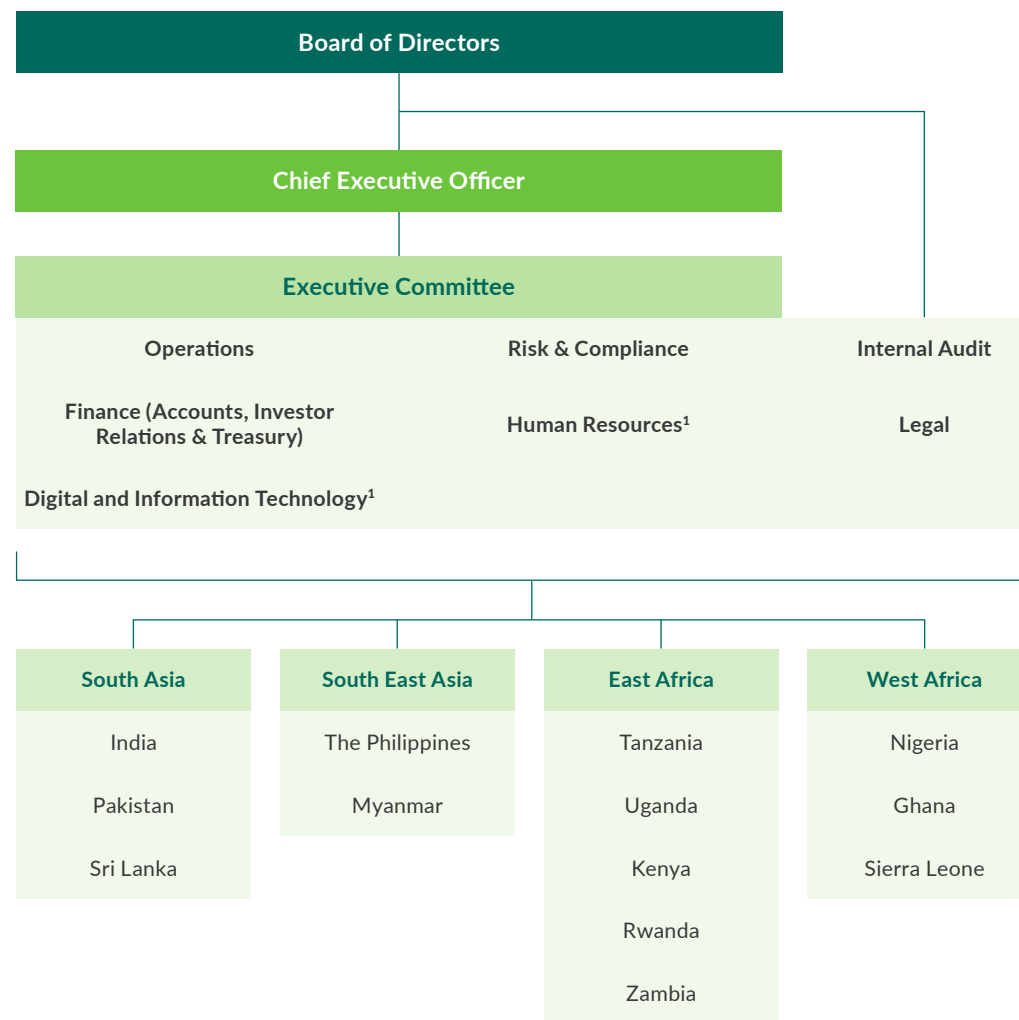 Board of Directors
Chief Executive Officer
Executive Committee
Operations
Risk & Compliance
Internal Audit
Finance (Accounts, Investor
Relations & Treasury)
Human Resources¹
Legal
Digital and Information Technology¹
South Asia
South East Asia
East Africa
West Africa
India
The Philippines
Tanzania
Nigeria
Pakistan
Myanmar
Uganda
Ghana
Sri Lanka
Kenya
Sierra Leone
Rwanda
Zambia